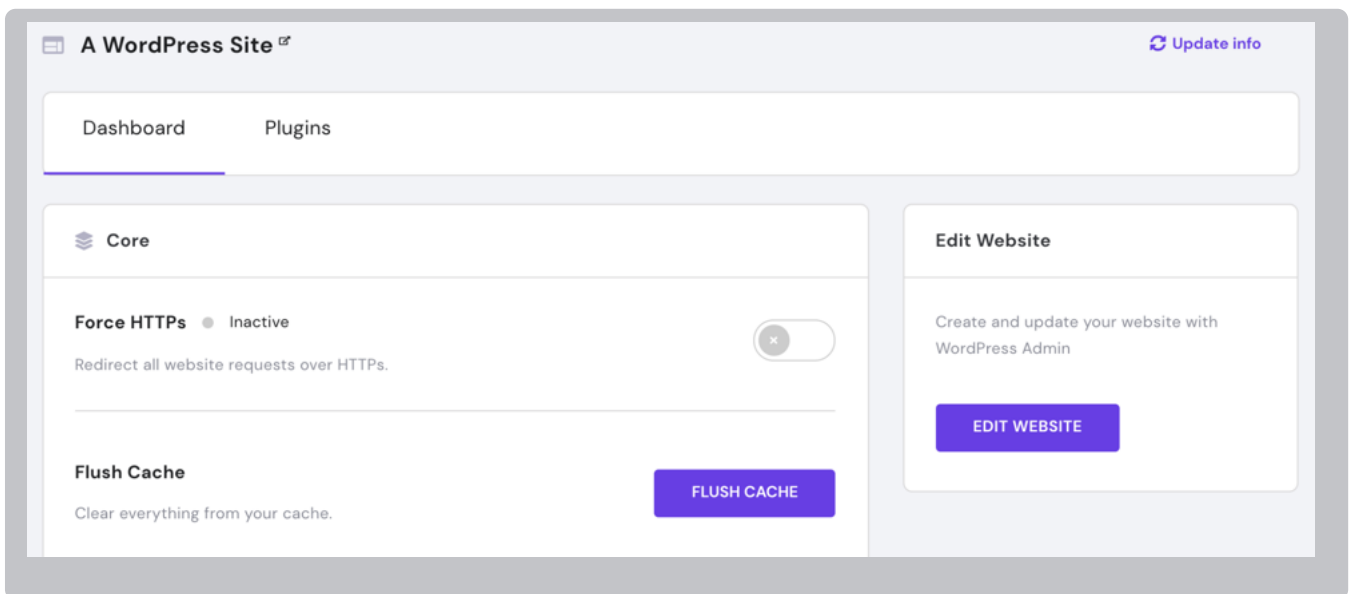 A WordPress Site
Update info
Dashboard
Plugins
Core
Force HTTPs
Inactive
Redirect all website requests over HTTPs.
Flush Cache
Clear everything from your cache.
FLUSH CACHE
Edit Website
Create and update your website with
WordPress Admin
EDIT WEBSITE